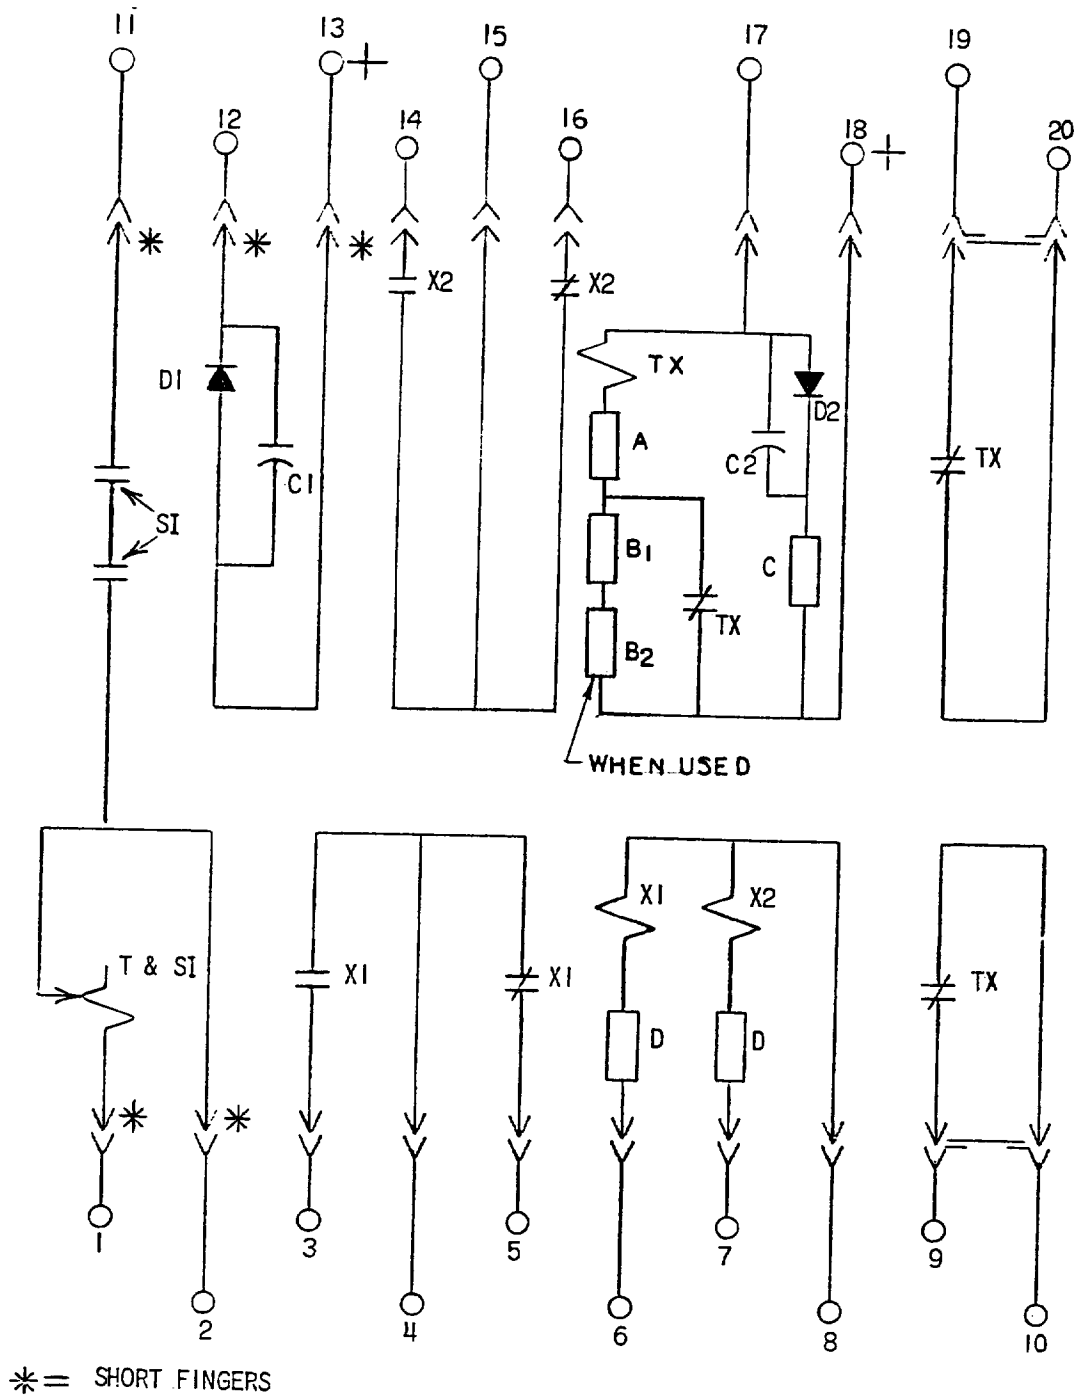 11
13
15
17
19
12
14
16
18
20
X2
X2
D1
C1
TX
A
D2
C2
TX
SI
B1
C
TX
B2
WHEN USED
T & SI
X1
X1
X1
X2
TX
D
D
1
3
5
7
9
2
4
6
8
10
* = SHORT FINGERS